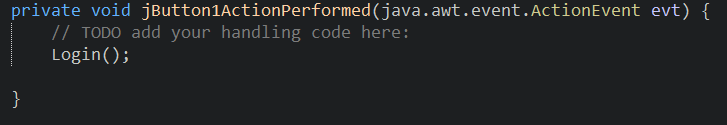 private void jButton1ActionPerformed(java.awt.event.ActionEvent evt) {
    // TODO add your handling code here:
    Login();
}